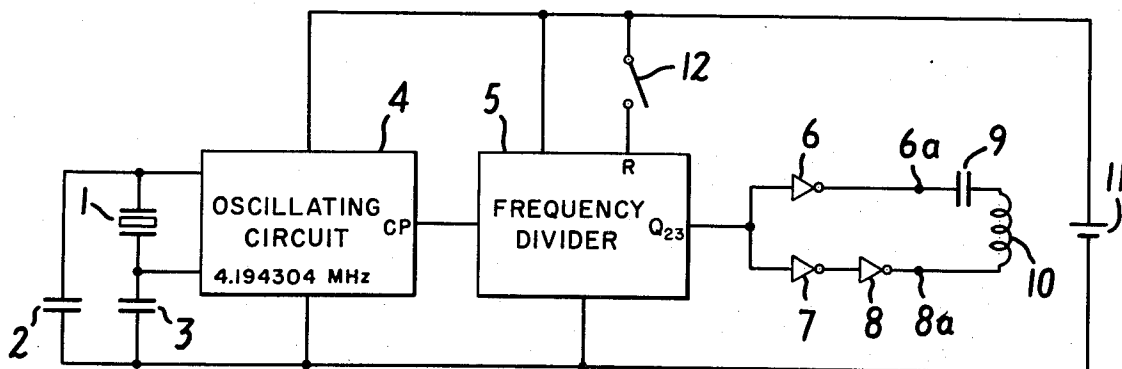 12
4
5
6
6a
9
11
R
1
OSCILLATING
CIRCUIT
CP
4.194304 MHz
FREQUENCY
DIVIDER
Q23
10
2
3
7
8
8a